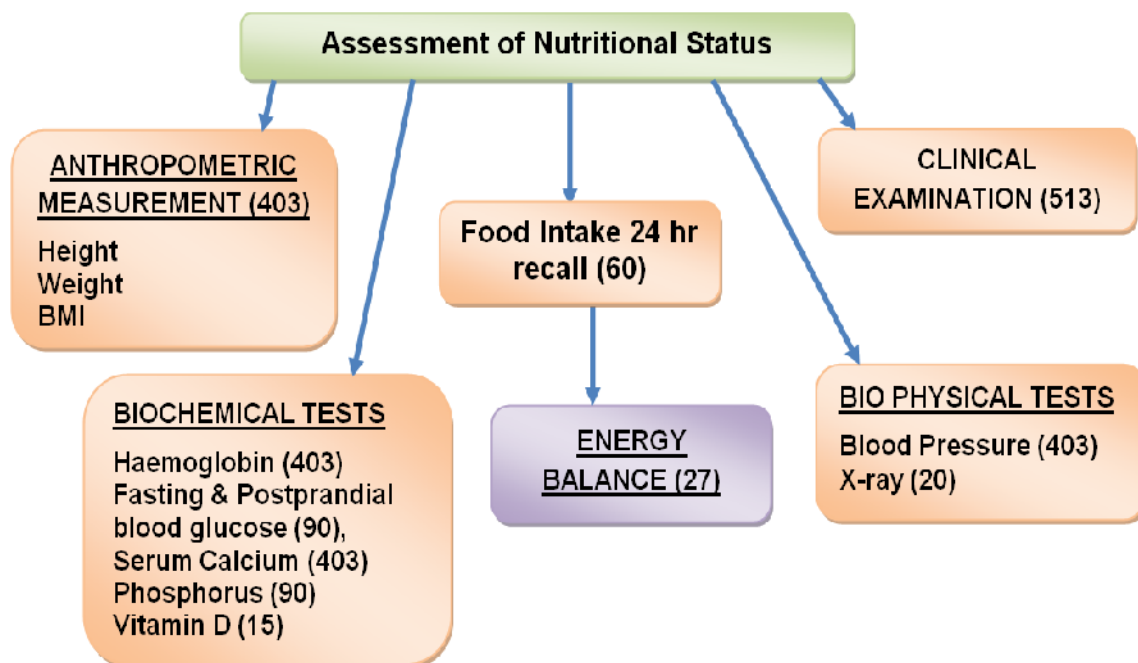 Assessment of Nutritional Status
ANTHROPOMETRIC
MEASUREMENT (403)
Height
Weight
BMI
CLINICAL
EXAMINATION (513)
Food Intake 24 hr
recall (60)
BIOCHEMICAL TESTS
Haemoglobin (403)
Fasting & Postprandial
blood glucose (90),
Serum Calcium (403)
Phosphorus (90)
Vitamin D (15)
ENERGY
BALANCE (27)
BIO PHYSICAL TESTS
Blood Pressure (403)
X-ray (20)